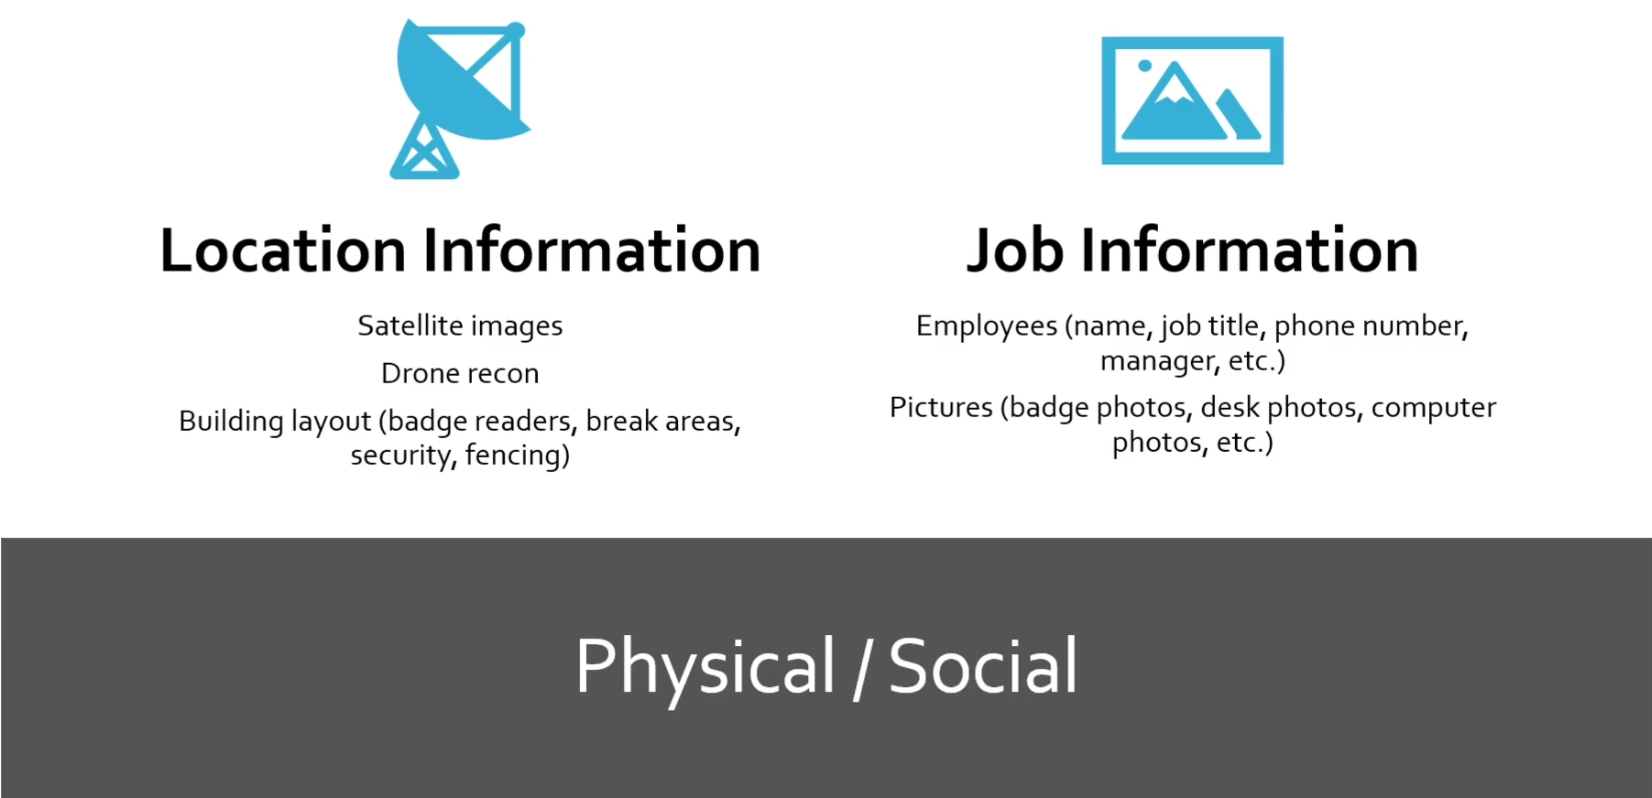 Location Information
Satellite images
Drone recon
Building layout (badge readers, break areas,
security, fencing)
Job Information
Employees (name, job title, phone number,
manager, etc.)
Pictures (badge photos, desk photos, computer
photos, etc.)
Physical / Social